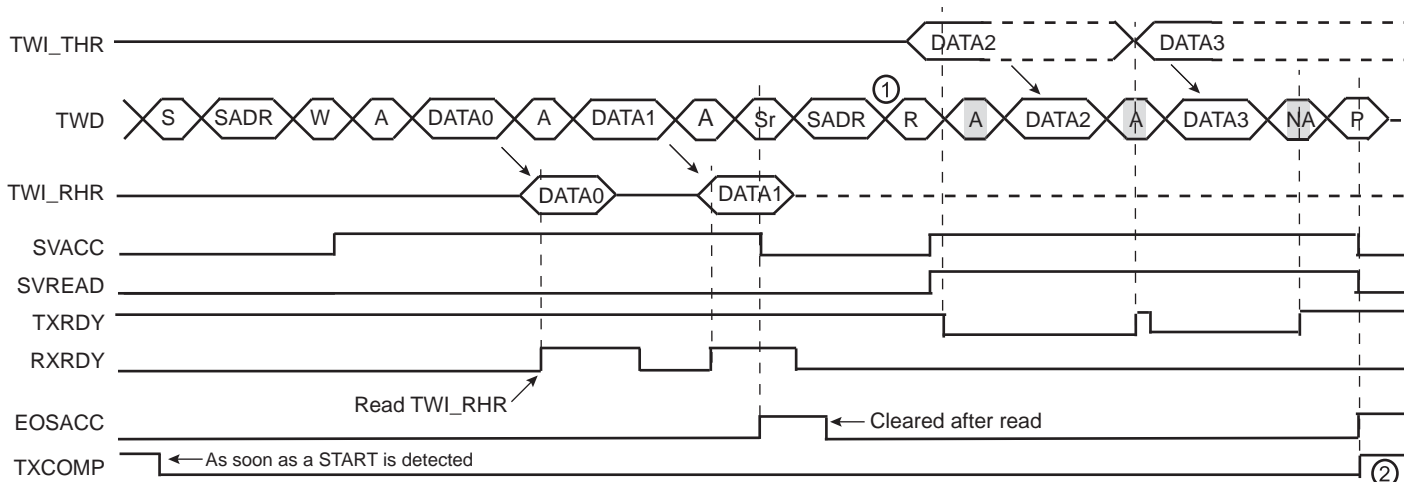 TWI_THR DATA2 DATA3
①
TWD S SADR W A DATA0 A DATA1 A Sr SADR R A DATA2 A DATA3 NA P
TWI_RHR DATA0 DATA1
SVACC
SVREAD
TXRDY
RXRDY
Read TWI_RHR
EOSACC Cleared after read
TXCOMP As soon as a START is detected ②